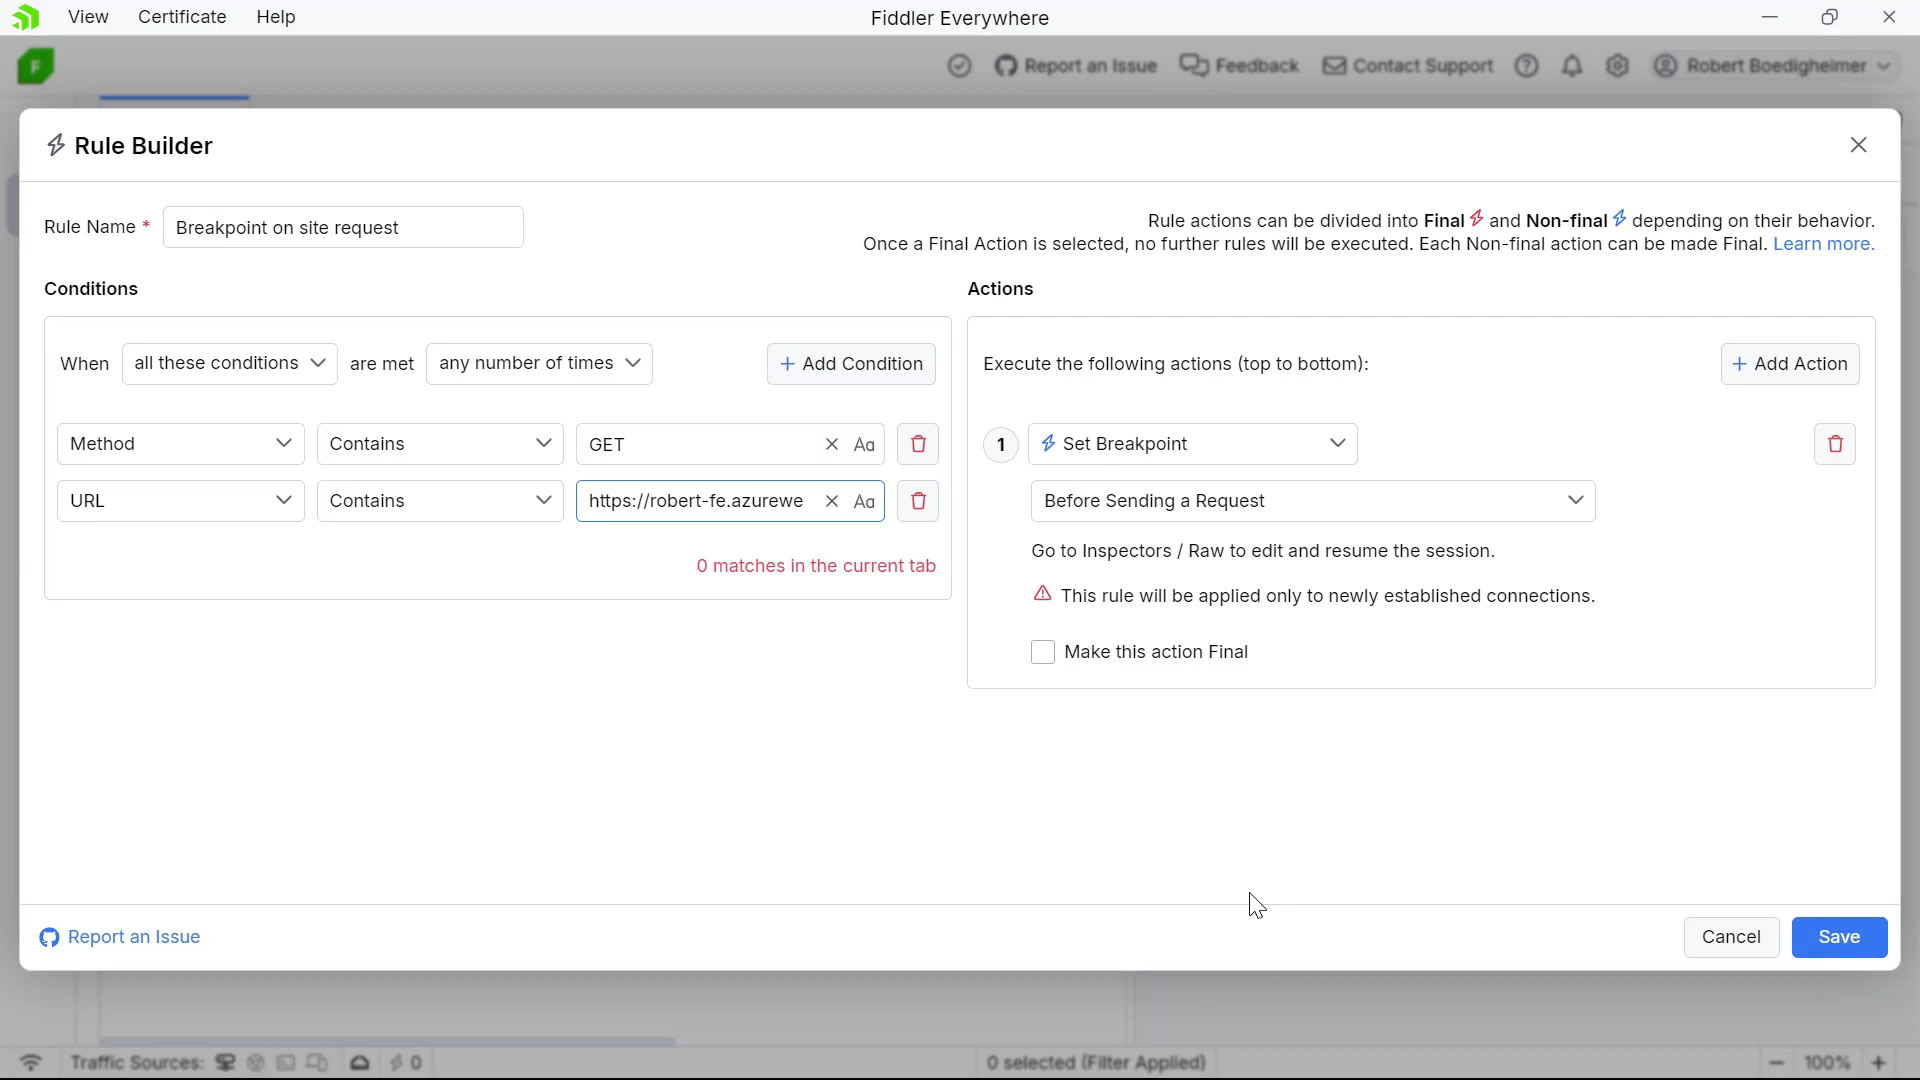 View Certificate Help Fiddler Everywhere
F Report an Issue Feedback Contact Support Robert Boedigheimer
Rule Builder
Rule Name * Breakpoint on site request
Rule actions can be divided into Final and Non-final depending on their behavior.
Once a Final Action is selected, no further rules will be executed. Each Non-final action can be made Final. Learn more.
Conditions
When all these conditions are met any number of times + Add Condition
Method Contains GET Aa
URL Contains https://robert-fe.azurewe Aa
0 matches in the current tab
Actions
Execute the following actions (top to bottom): + Add Action
1 Set Breakpoint
Before Sending a Request
Go to Inspectors / Raw to edit and resume the session.
This rule will be applied only to newly established connections.
Make this action Final
Report an Issue Cancel Save
Traffic Sources: 0 0 selected (Filter Applied) 100%